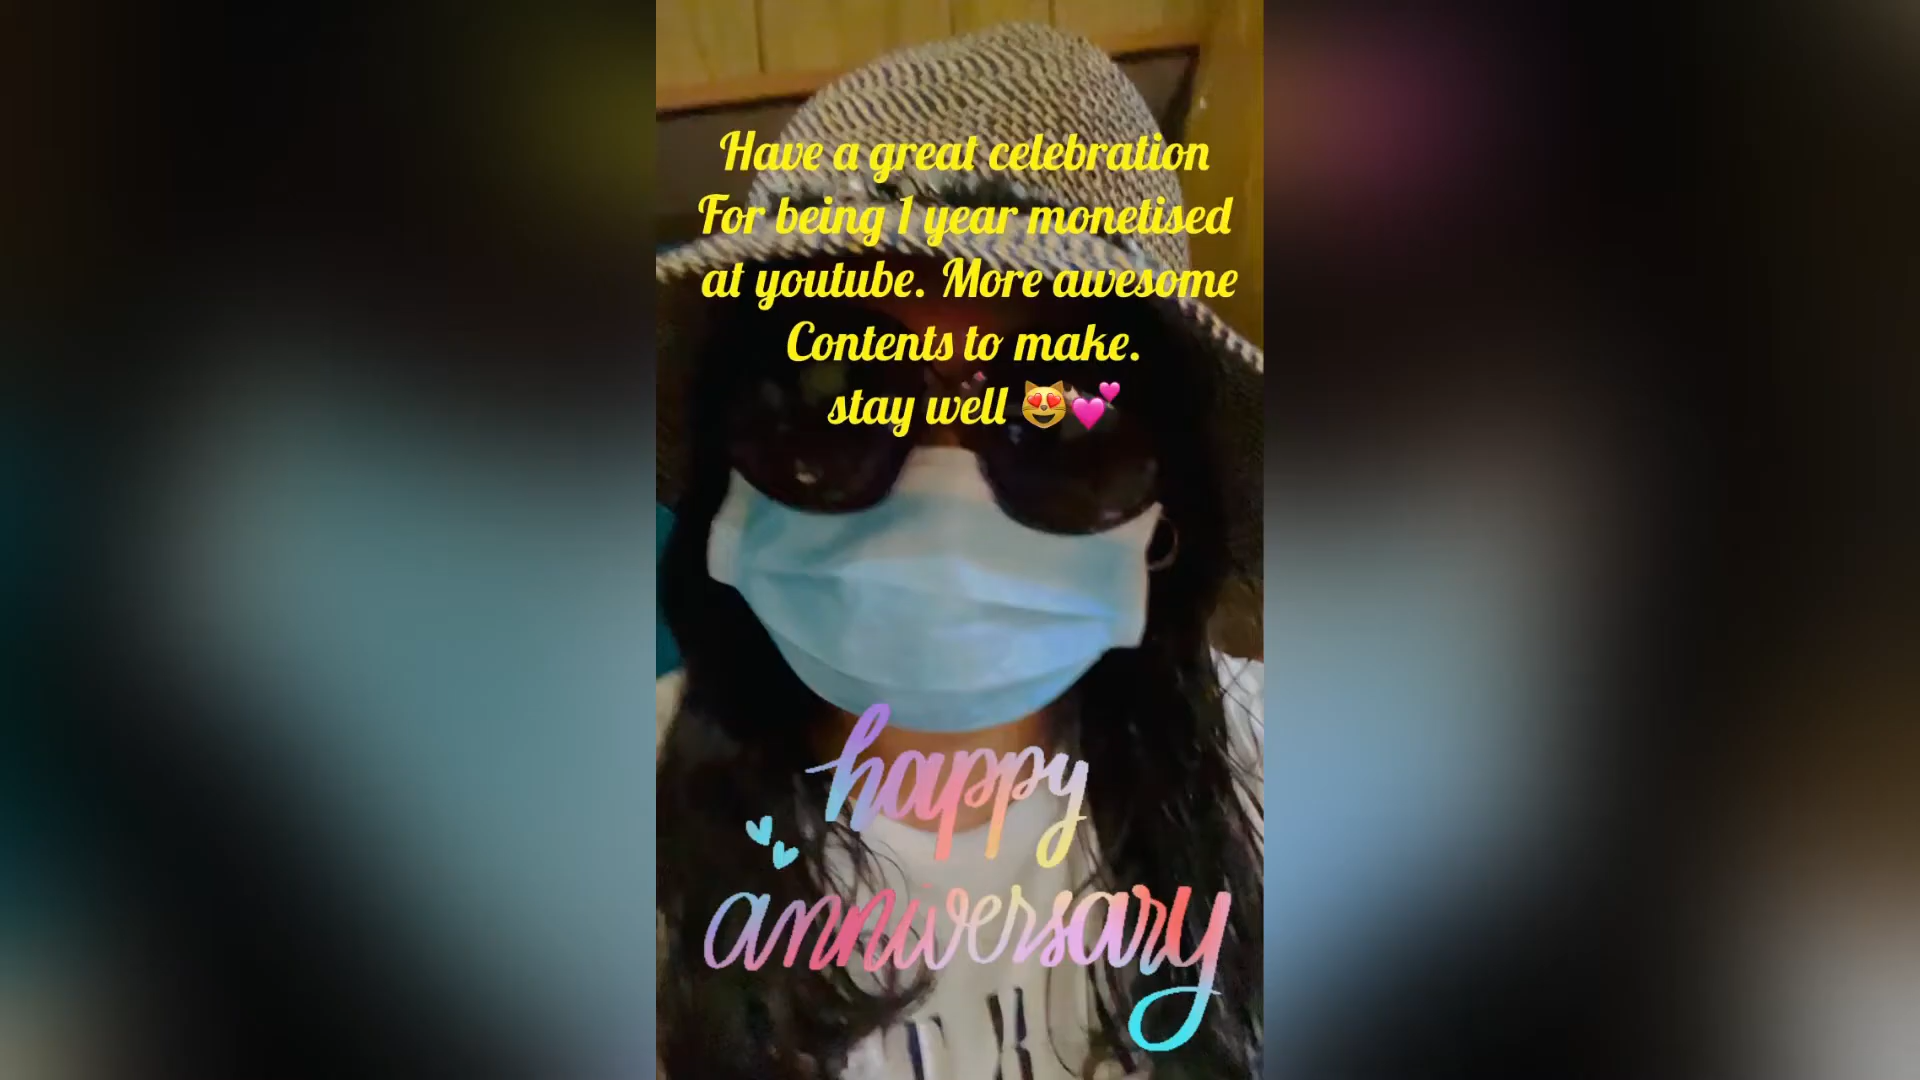 Have a great celebration
For being 1 year monetised
at youtube. More awesome
Contents to make.
stay well 😻💕
happy
anniversary